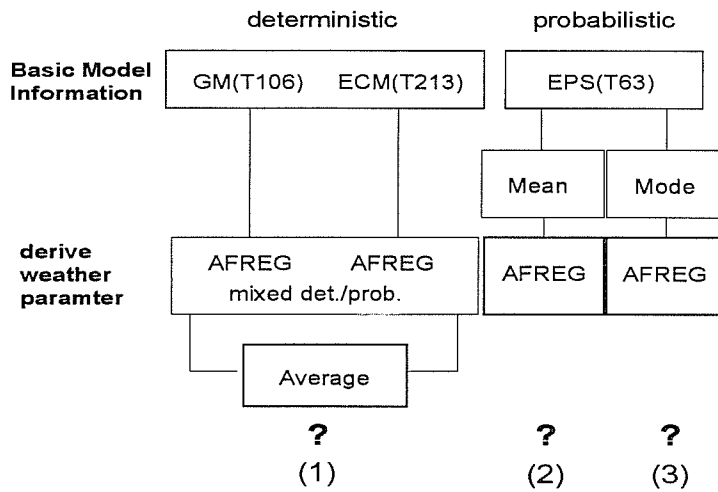 deterministic probabilistic
Basic Model
Information
GM(T106) ECM(T213) EPS(T63)
Mean Mode
derive
weather
paramter
AFREG AFREG AFREG AFREG
mixed det./prob.
Average
? ? ?
(1) (2) (3)